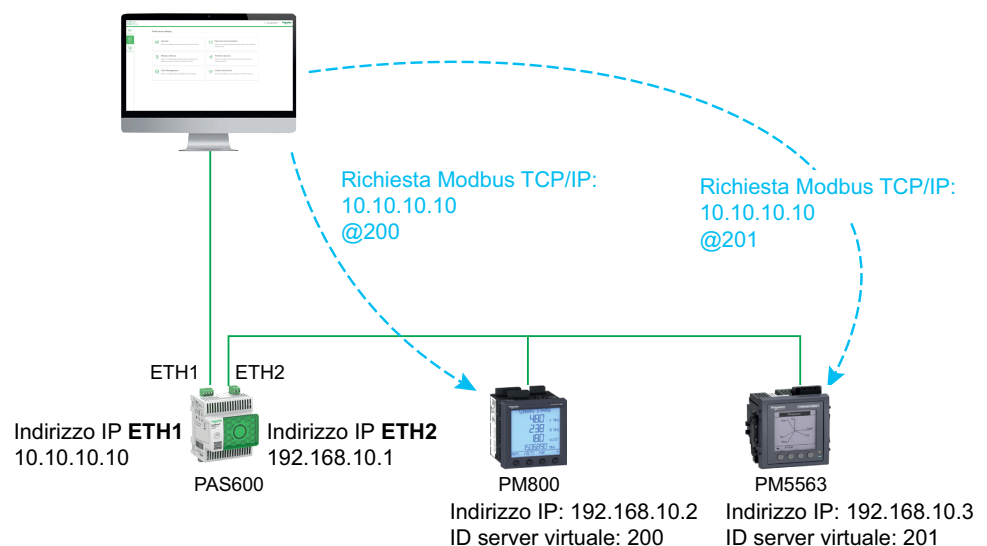 Richiesta Modbus TCP/IP:
10.10.10.10
@200
Richiesta Modbus TCP/IP:
10.10.10.10
@201
ETH1
ETH2
Indirizzo IP ETH1
10.10.10.10
Indirizzo IP ETH2
192.168.10.1
PAS600
PM800
Indirizzo IP: 192.168.10.2
ID server virtuale: 200
PM5563
Indirizzo IP: 192.168.10.3
ID server virtuale: 201